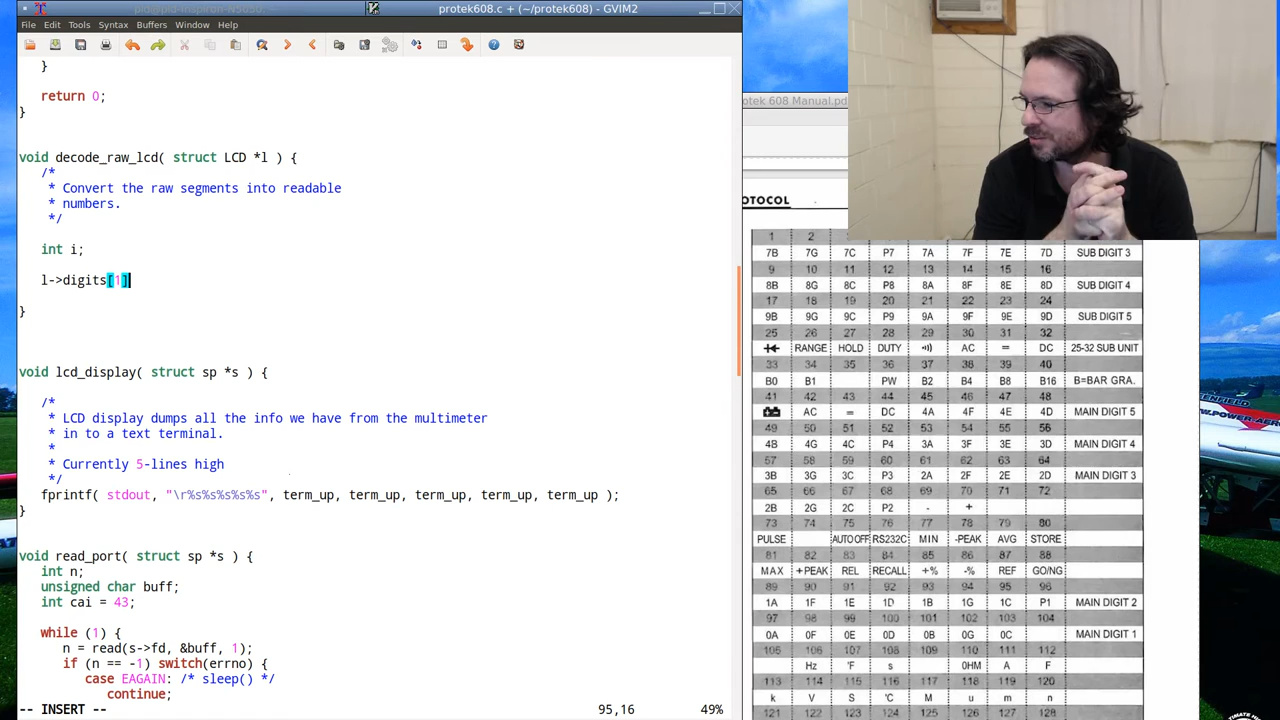 protek608.c + (~/protek608) - GVIM2
File Edit Tools Syntax Buffers Window Help
}
return 0;
}
void decode_raw_lcd( struct LCD *l ) {
/*
* Convert the raw segments into readable
* numbers.
*/
int i;
l->digits[1]
}
void lcd_display( struct sp *s ) {
/*
* LCD display dumps all the info we have from the multimeter
* in to a text terminal.
*
* Currently 5-lines high
*/
fprintf( stdout, "\r%s%s%s%s%s", term_up, term_up, term_up, term_up, term_up );
}
void read_port( struct sp *s ) {
int n;
unsigned char buff;
int cai = 43;
while (1) {
n = read(s->fd, &buff, 1);
if (n == -1) switch(errno) {
case EAGAIN: /* sleep() */
continue;
-- INSERT -- 95,16 49%
otek 608 Manual.pd
OTOCOL
1 2
7B 7G 7C P7 7A 7F 7E 7D SUB DIGIT 3
9 10 11 12 13 14 15 16
8B 8G 8C P8 8A 8F 8E 8D SUB DIGIT 4
17 18 19 20 21 22 23 24
9B 9G 9C P9 9A 9F 9E 9D SUB DIGIT 5
25 26 27 28 29 30 31 32
RANGE HOLD DUTY AC = DC 25-32 SUB UNIT
33 34 35 36 37 38 39 40
B0 B1 PW B2 B4 B8 B16 B=BAR GRA.
41 42 43 44 45 46 47 48
AC = DC 4A 4F 4E 4D MAIN DIGIT 5
49 50 51 52 53 54 55 56
4B 4G 4C P4 3A 3F 3E 3D MAIN DIGIT 4
57 58 59 60 61 62 63 64
3B 3G 3C P3 2A 2F 2E 2D MAIN DIGIT 3
65 66 67 68 69 70 71 72
2B 2G 2C P2 - +
73 74 75 76 77 78 79 80
PULSE AUTO OFF RS232C MIN -PEAK AVG STORE
81 82 83 84 85 86 87 88
MAX +PEAK REL RECALL +% -% REF GO/NG
89 90 91 92 93 94 95 96
1A 1F 1E 1D 1B 1G 1C P1 MAIN DIGIT 2
97 98 99 100 101 102 103 104
0A 0F 0E 0D 0B 0G 0C MAIN DIGIT 1
105 106 107 108 109 110 111 112
Hz 'F s 0HM A F
113 114 115 116 117 118 119 120
k V S 'C M u m n
121 122 123 124 125 126 127 128